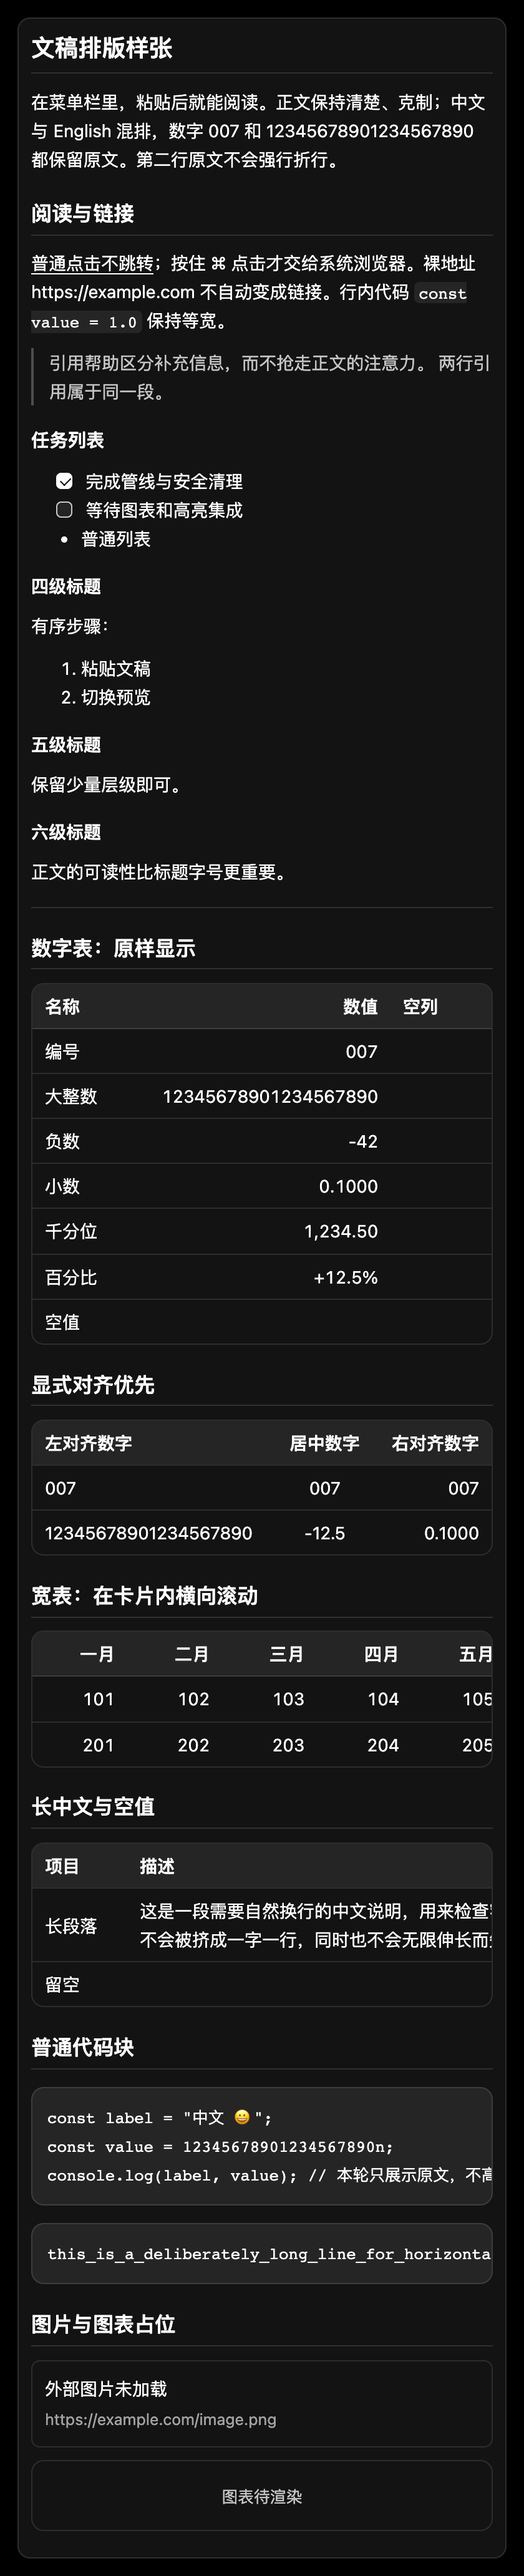 文稿排版样张
在菜单栏里，粘贴后就能阅读。正文保持清楚、克制；中文
与 English 混排，数字 007 和 12345678901234567890
都保留原文。第二行原文不会强行折行。
阅读与链接
普通点击不跳转；按住 ⌘ 点击才交给系统浏览器。裸地址
https://example.com 不自动变成链接。行内代码 const
value = 1.0 保持等宽。
引用帮助区分补充信息，而不抢走正文的注意力。 两行引
用属于同一段。
任务列表
完成管线与安全清理
等待图表和高亮集成
• 普通列表
四级标题
有序步骤：
1. 粘贴文稿
2. 切换预览
五级标题
保留少量层级即可。
六级标题
正文的可读性比标题字号更重要。
数字表：原样显示
名称 数值 空列
编号 007
大整数 12345678901234567890
负数 -42
小数 0.1000
千分位 1,234.50
百分比 +12.5%
空值
显式对齐优先
左对齐数字 居中数字 右对齐数字
007 007 007
12345678901234567890 -12.5 0.1000
宽表：在卡片内横向滚动
一月 二月 三月 四月 五月
101 102 103 104 105
201 202 203 204 205
长中文与空值
项目 描述
长段落 这是一段需要自然换行的中文说明，用来检查
不会被挤成一字一行，同时也不会无限伸长而
留空
普通代码块
const label = "中文 😀";
const value = 12345678901234567890n;
console.log(label, value); // 本轮只展示原文，不高
this_is_a_deliberately_long_line_for_horizonta
图片与图表占位
外部图片未加载
https://example.com/image.png
图表待渲染